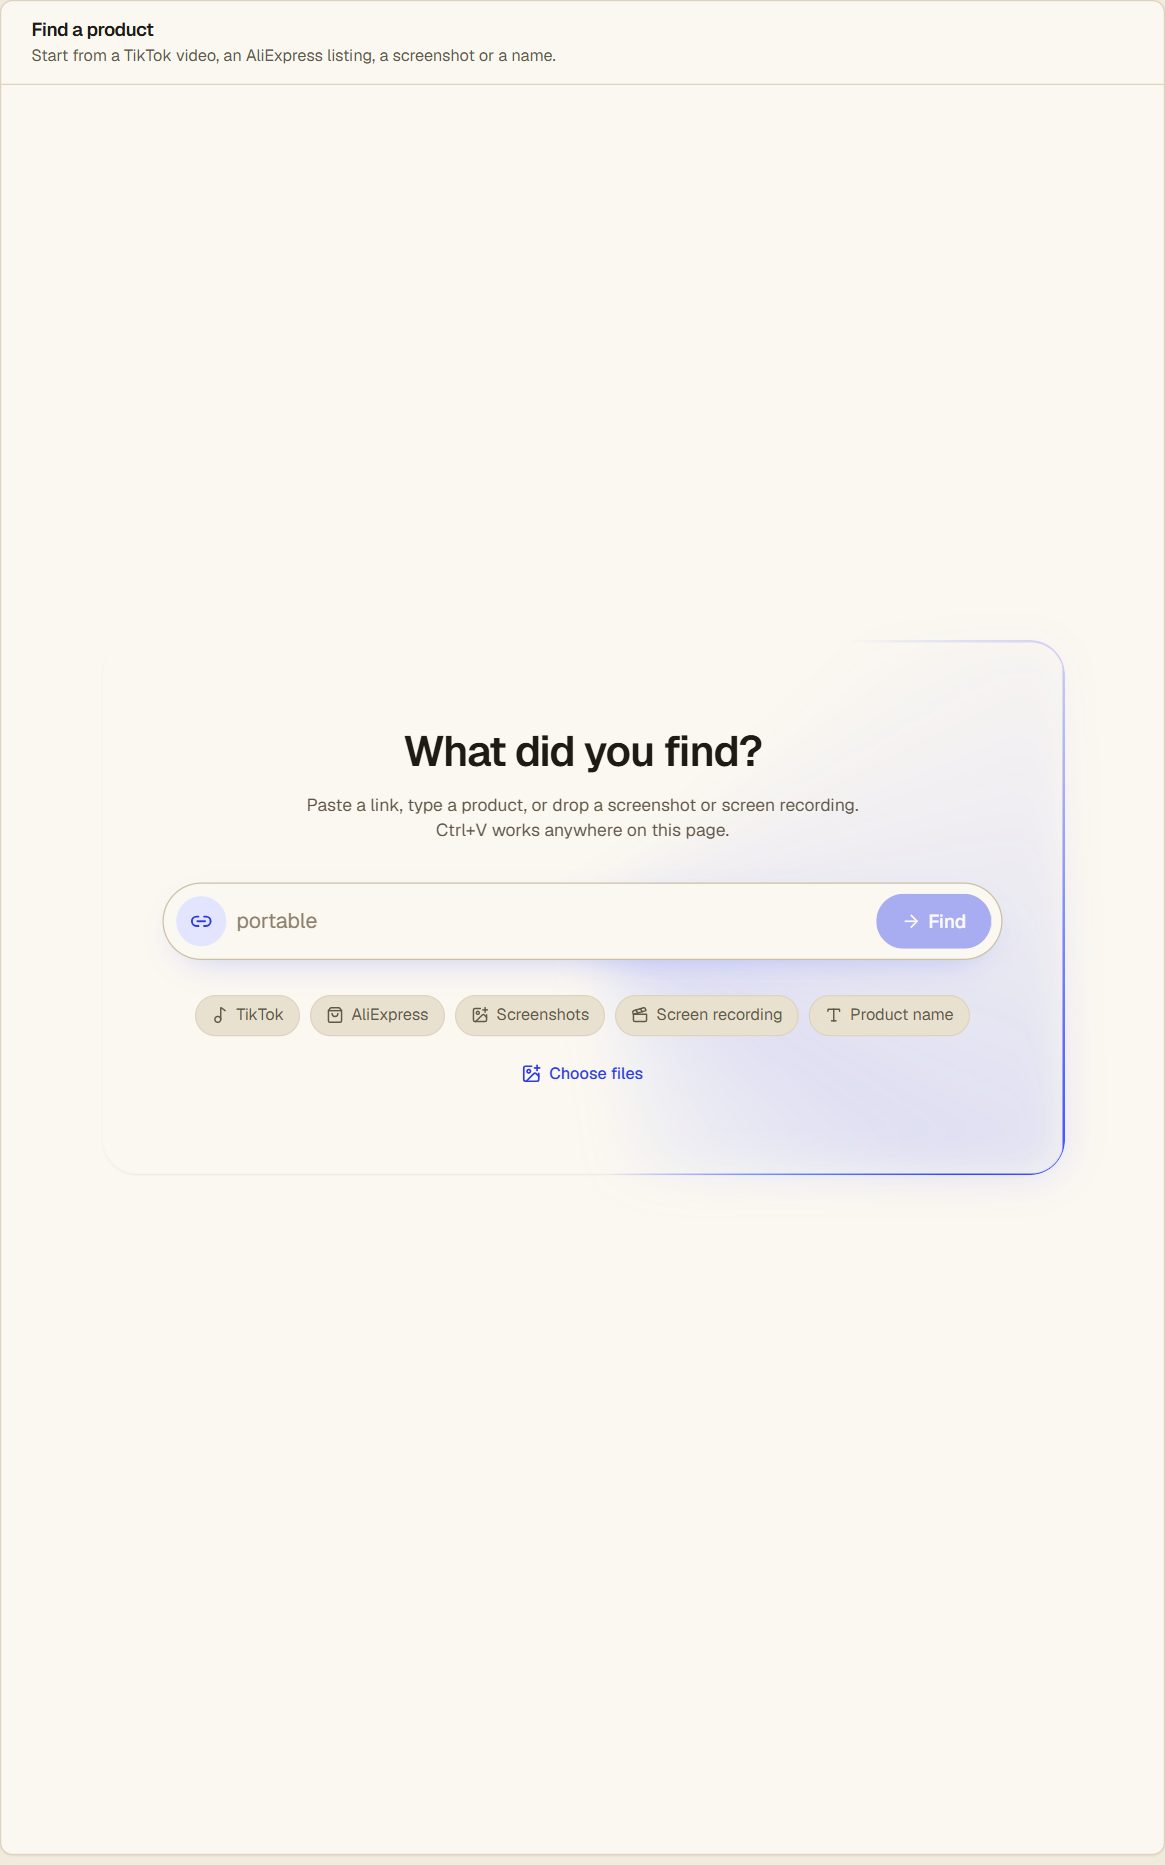 Find a product
Start from a TikTok video, an AliExpress listing, a screenshot or a name.
What did you find?
Paste a link, type a product, or drop a screenshot or screen recording.
Ctrl+V works anywhere on this page.
portable
Find
TikTok
AliExpress
Screenshots
Screen recording
Product name
Choose files